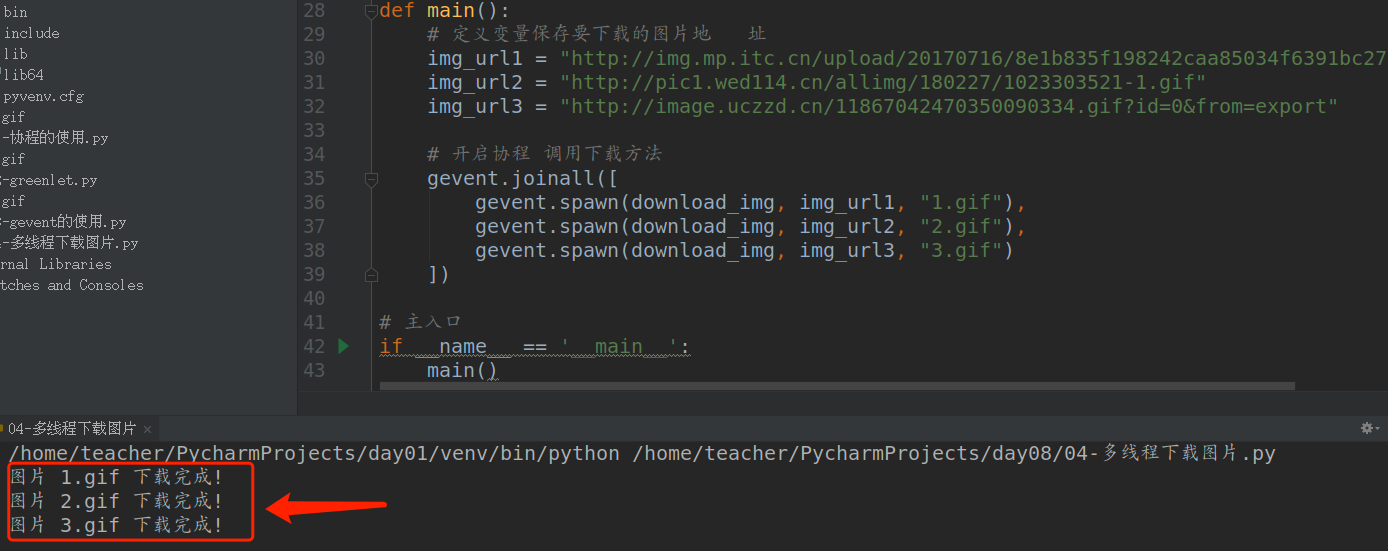 bin
include
lib
lib64
pyvenv.cfg
gif
-协程的使用.py
gif
-greenlet.py
gif
-gevent的使用.py
-多线程下载图片.py
rnal Libraries
tches and Consoles
28 def main():
29 # 定义变量保存要下载的图片地 址
30 img_url1 = "http://img.mp.itc.cn/upload/20170716/8e1b835f198242caa85034f6391bc27
31 img_url2 = "http://pic1.wed114.cn/allimg/180227/1023303521-1.gif"
32 img_url3 = "http://image.uczzd.cn/11867042470350090334.gif?id=0&from=export"
33
34 # 开启协程 调用下载方法
35 gevent.joinall([
36 gevent.spawn(download_img, img_url1, "1.gif"),
37 gevent.spawn(download_img, img_url2, "2.gif"),
38 gevent.spawn(download_img, img_url3, "3.gif")
39 ])
40
41 # 主入口
42 if __name__ == '__main__':
43 main()
04-多线程下载图片
/home/teacher/PycharmProjects/day01/venv/bin/python /home/teacher/PycharmProjects/day08/04-多线程下载图片.py
图片 1.gif 下载完成!
图片 2.gif 下载完成!
图片 3.gif 下载完成!